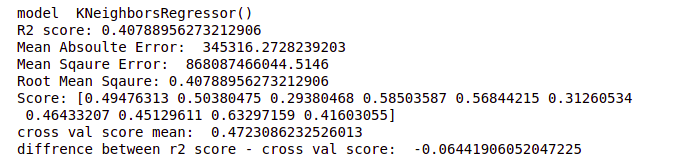 model  KNeighborsRegressor()
R2 score: 0.40788956273212906
Mean Absoulte Error:  345316.2728239203
Mean Sqaure Error:  868087466044.5146
Root Mean Sqaure: 0.40788956273212906
Score: [0.49476313 0.50380475 0.29380468 0.58503587 0.56844215 0.31260534
 0.46433207 0.45129611 0.63297159 0.41603055]
cross val score mean:  0.4723086232526013
diffrence between r2 score - cross val score:  -0.06441906052047225